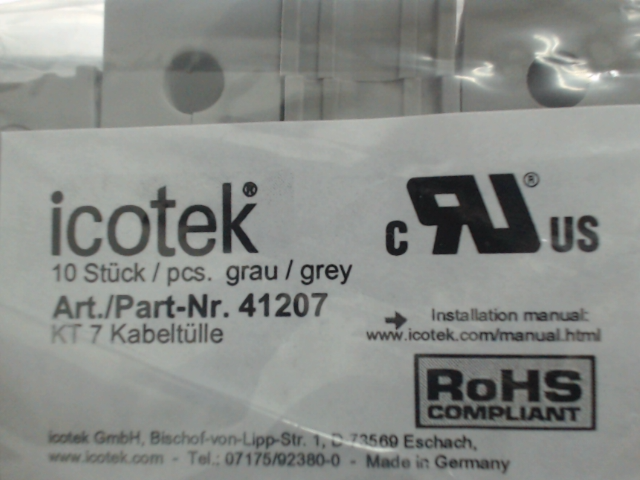 icotek®
10 Stück / pcs. grau / grey
Art./Part-Nr. 41207
KT 7 Kabeltülle
c RU® US
→ Installation manual:
www.icotek.com/manual.html
RoHS
COMPLIANT
icotek GmbH, Bischof-von-Lipp-Str. 1, D-73569 Eschach,
www.icotek.com - Tel.: 07175/92380-0 - Made in Germany